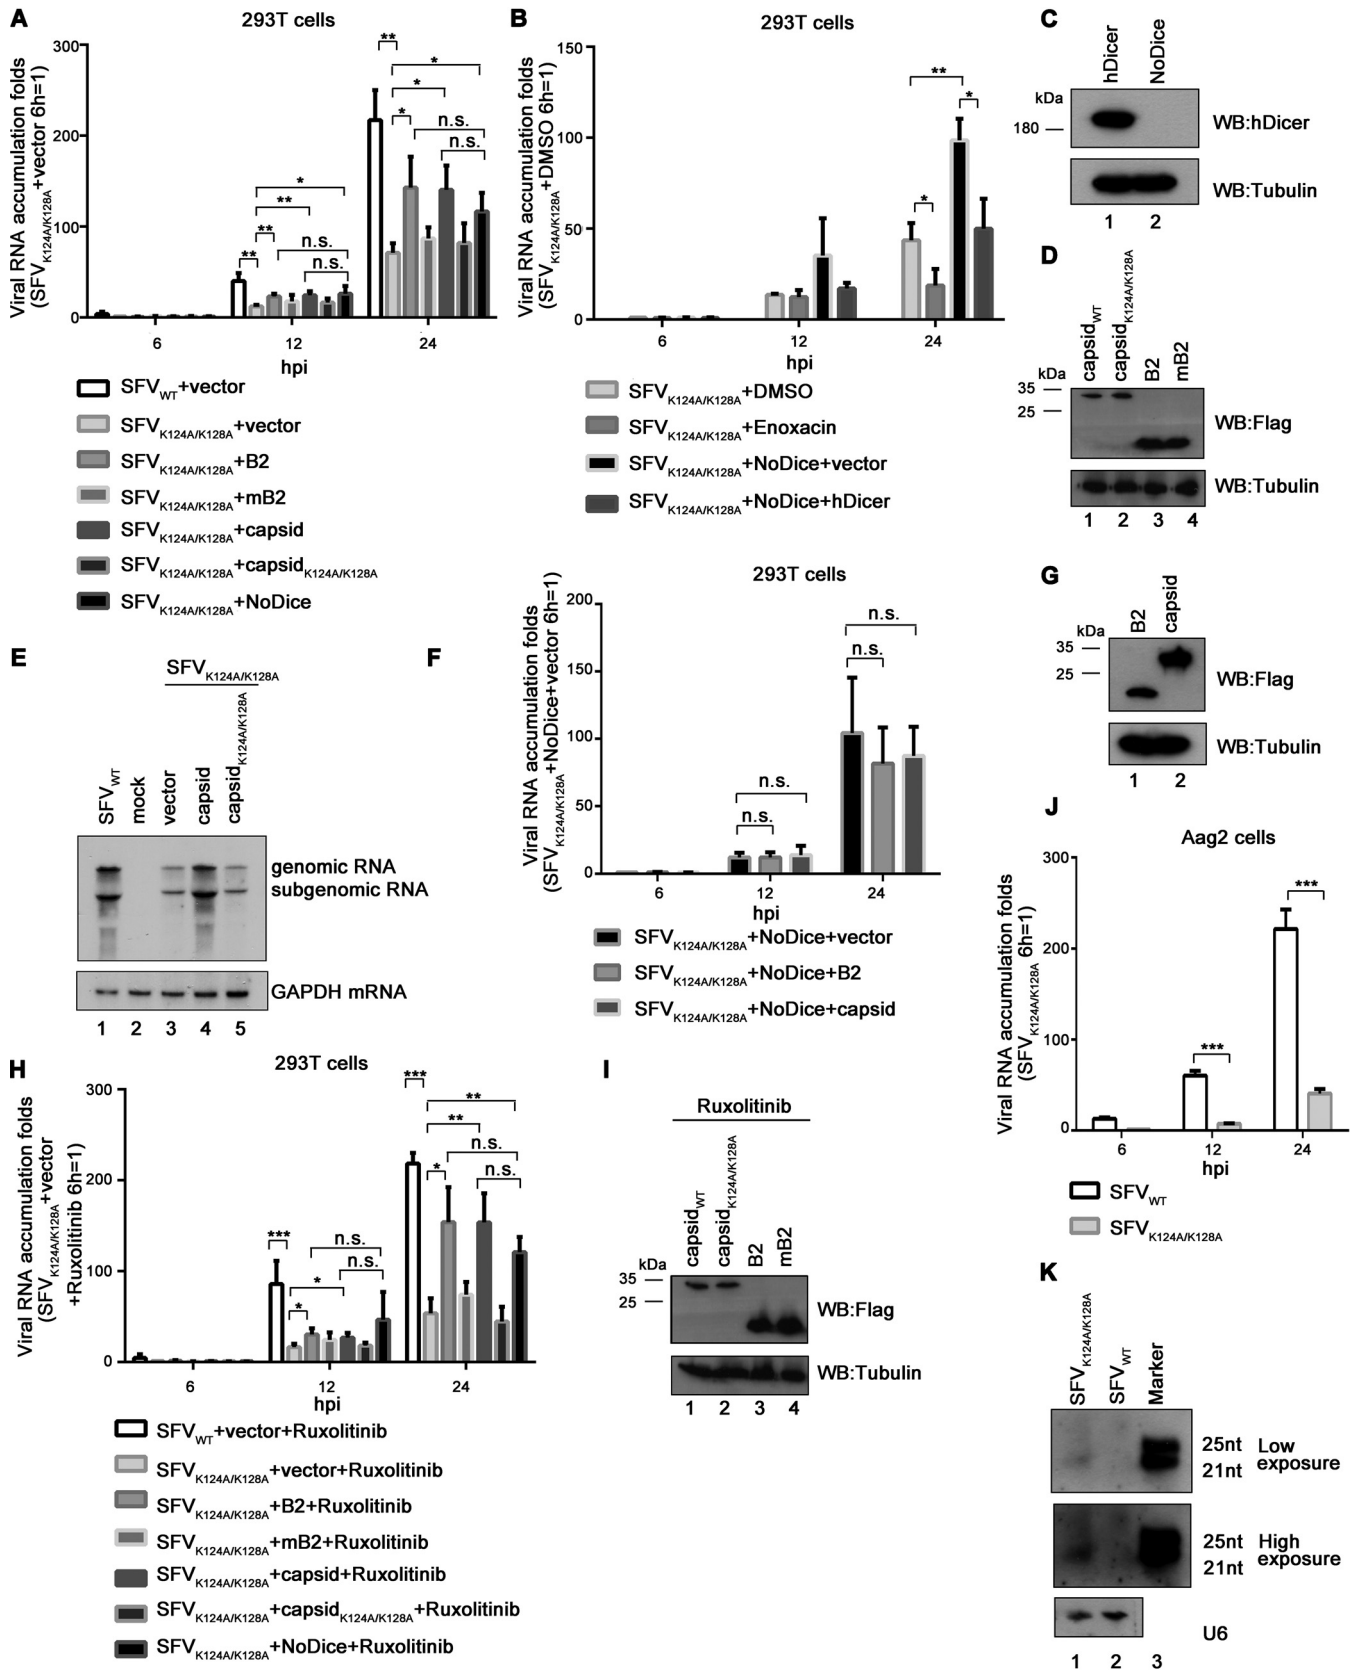 A
293T cells
Viral RNA accumulation folds
(SFVK124A/K128A+vector 6h=1)
300
200
100
0
**
*
*
*
n.s.
n.s.
*
**
**
**
n.s.
n.s.
6
12
24
hpi
SFVWT+vector
SFVK124A/K128A+vector
SFVK124A/K128A+B2
SFVK124A/K128A+mB2
SFVK124A/K128A+capsid
SFVK124A/K128A+capsidK124A/K128A
SFVK124A/K128A+NoDice
B
293T cells
Viral RNA accumulation folds
(SFVK124A/K128A+DMSO 6h=1)
150
100
50
0
**
*
*
6
12
24
hpi
SFVK124A/K128A+DMSO
SFVK124A/K128A+Enoxacin
SFVK124A/K128A+NoDice+vector
SFVK124A/K128A+NoDice+hDicer
C
hDicer
NoDice
kDa
180
WB:hDicer
WB:Tubulin
1 2
D
capsidWT
capsidK124A/K128A
B2
mB2
kDa
35
25
WB:Flag
WB:Tubulin
1 2 3 4
E
SFVK124A/K128A
SFVWT
mock
vector
capsid
capsidK124A/K128A
genomic RNA
subgenomic RNA
GAPDH mRNA
1 2 3 4 5
F
293T cells
Viral RNA accumulation folds
(SFVK124A/K128A+NoDice+vector 6h=1)
200
150
100
50
0
n.s.
n.s.
n.s.
n.s.
6
12
24
hpi
SFVK124A/K128A+NoDice+vector
SFVK124A/K128A+NoDice+B2
SFVK124A/K128A+NoDice+capsid
G
B2
capsid
kDa
35
25
WB:Flag
WB:Tubulin
1 2
H
293T cells
Viral RNA accumulation folds
(SFVK124A/K128A+vector
+Ruxolitinib 6h=1)
300
200
100
0
***
**
**
*
n.s.
n.s.
***
n.s.
n.s.
*
*
6
12
24
hpi
SFVWT+vector+Ruxolitinib
SFVK124A/K128A+vector+Ruxolitinib
SFVK124A/K128A+B2+Ruxolitinib
SFVK124A/K128A+mB2+Ruxolitinib
SFVK124A/K128A+capsid+Ruxolitinib
SFVK124A/K128A+capsidK124A/K128A+Ruxolitinib
SFVK124A/K128A+NoDice+Ruxolitinib
I
Ruxolitinib
capsidWT
capsidK124A/K128A
B2
mB2
kDa
35
25
WB:Flag
WB:Tubulin
1 2 3 4
J
Aag2 cells
Viral RNA accumulation folds
(SFVK124A/K128A 6h=1)
300
200
100
0
***
***
6
12
24
hpi
SFVWT
SFVK124A/K128A
K
SFVK124A/K128A
SFVWT
Marker
25nt
21nt
Low
exposure
25nt
21nt
High
exposure
U6
1 2 3